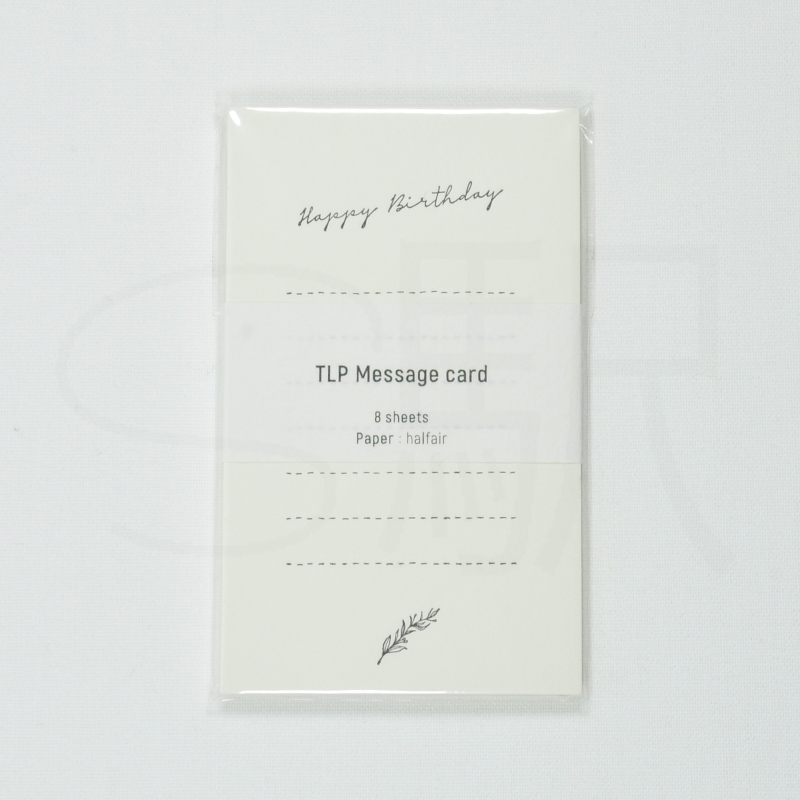 Happy Birthday
TLP Message card
8 sheets
Paper : halfair